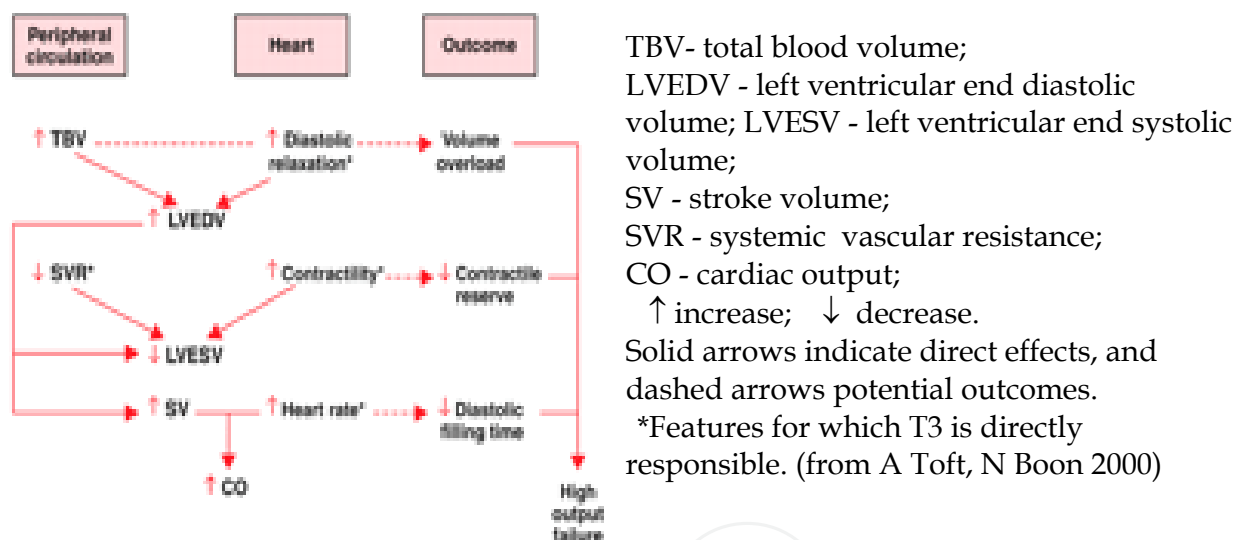 Peripheral
circulation
Heart
Outcome
↑ TBV
↑ Diastolic
relaxation*
Volume
overload
↑ LVEDV
↓ SVR*
↑ Contractility*
↓ Contractile
reserve
↓ LVESV
↑ SV
↑ Heart rate*
↓ Diastolic
filling time
↑ CO
High
output
failure
TBV- total blood volume;
LVEDV - left ventricular end diastolic
volume; LVESV - left ventricular end systolic
volume;
SV - stroke volume;
SVR - systemic vascular resistance;
CO - cardiac output;
↑ increase; ↓ decrease.
Solid arrows indicate direct effects, and
dashed arrows potential outcomes.
*Features for which T3 is directly
responsible. (from A Toft, N Boon 2000)